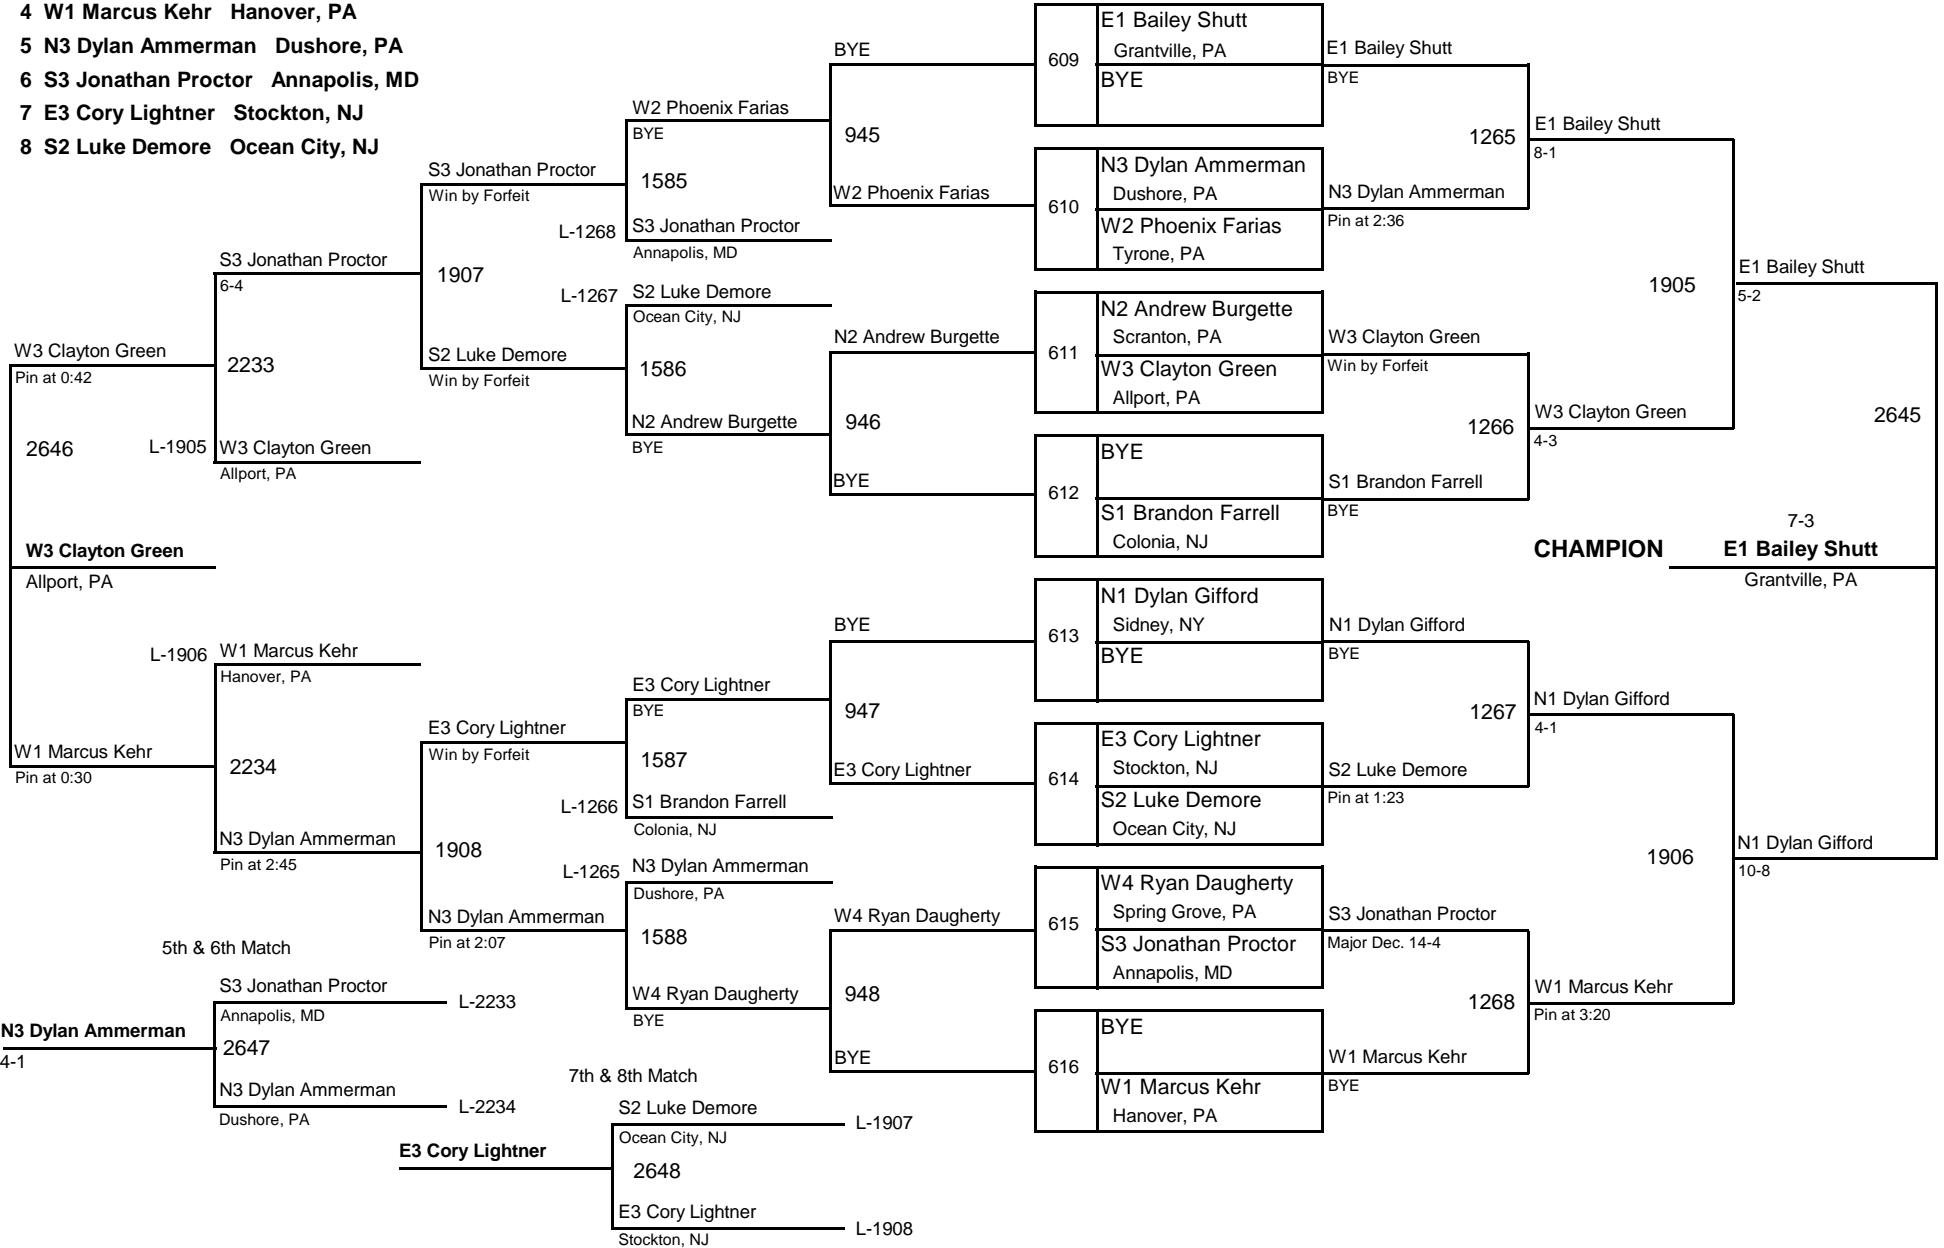 4 W1 Marcus Kehr Hanover, PA
5 N3 Dylan Ammerman Dushore, PA
6 S3 Jonathan Proctor Annapolis, MD
7 E3 Cory Lightner Stockton, NJ
8 S2 Luke Demore Ocean City, NJ
W3 Clayton Green
Pin at 0:42
2646
W3 Clayton Green
Allport, PA
W1 Marcus Kehr
Pin at 0:30
S3 Jonathan Proctor
6-4
2233
L-1905
W3 Clayton Green
Allport, PA
L-1906
W1 Marcus Kehr
Hanover, PA
2234
N3 Dylan Ammerman
Pin at 2:45
5th & 6th Match
S3 Jonathan Proctor
L-2233
Annapolis, MD
N3 Dylan Ammerman
4-1
2647
N3 Dylan Ammerman
L-2234
Dushore, PA
S3 Jonathan Proctor
Win by Forfeit
1907
S2 Luke Demore
Win by Forfeit
E3 Cory Lightner
Win by Forfeit
1908
N3 Dylan Ammerman
Pin at 2:07
7th & 8th Match
S2 Luke Demore
L-1907
Ocean City, NJ
E3 Cory Lightner
2648
E3 Cory Lightner
L-1908
Stockton, NJ
W2 Phoenix Farias
BYE
1585
L-1268
S3 Jonathan Proctor
Annapolis, MD
L-1267
S2 Luke Demore
Ocean City, NJ
1586
N2 Andrew Burgette
BYE
E3 Cory Lightner
BYE
1587
L-1266
S1 Brandon Farrell
Colonia, NJ
L-1265
N3 Dylan Ammerman
Dushore, PA
1588
W4 Ryan Daugherty
BYE
BYE
945
W2 Phoenix Farias
N2 Andrew Burgette
946
BYE
BYE
947
E3 Cory Lightner
W4 Ryan Daugherty
948
BYE
609
E1 Bailey Shutt
Grantville, PA
BYE
610
N3 Dylan Ammerman
Dushore, PA
W2 Phoenix Farias
Tyrone, PA
611
N2 Andrew Burgette
Scranton, PA
W3 Clayton Green
Allport, PA
612
BYE
S1 Brandon Farrell
Colonia, NJ
613
N1 Dylan Gifford
Sidney, NY
BYE
614
E3 Cory Lightner
Stockton, NJ
S2 Luke Demore
Ocean City, NJ
615
W4 Ryan Daugherty
Spring Grove, PA
S3 Jonathan Proctor
Annapolis, MD
616
BYE
W1 Marcus Kehr
Hanover, PA
E1 Bailey Shutt
BYE
1265
N3 Dylan Ammerman
Pin at 2:36
W3 Clayton Green
Win by Forfeit
1266
S1 Brandon Farrell
BYE
N1 Dylan Gifford
BYE
1267
S2 Luke Demore
Pin at 1:23
S3 Jonathan Proctor
Major Dec. 14-4
1268
W1 Marcus Kehr
BYE
E1 Bailey Shutt
8-1
1905
W3 Clayton Green
4-3
N1 Dylan Gifford
4-1
1906
W1 Marcus Kehr
Pin at 3:20
E1 Bailey Shutt
5-2
2645
7-3
CHAMPION E1 Bailey Shutt
Grantville, PA
N1 Dylan Gifford
10-8